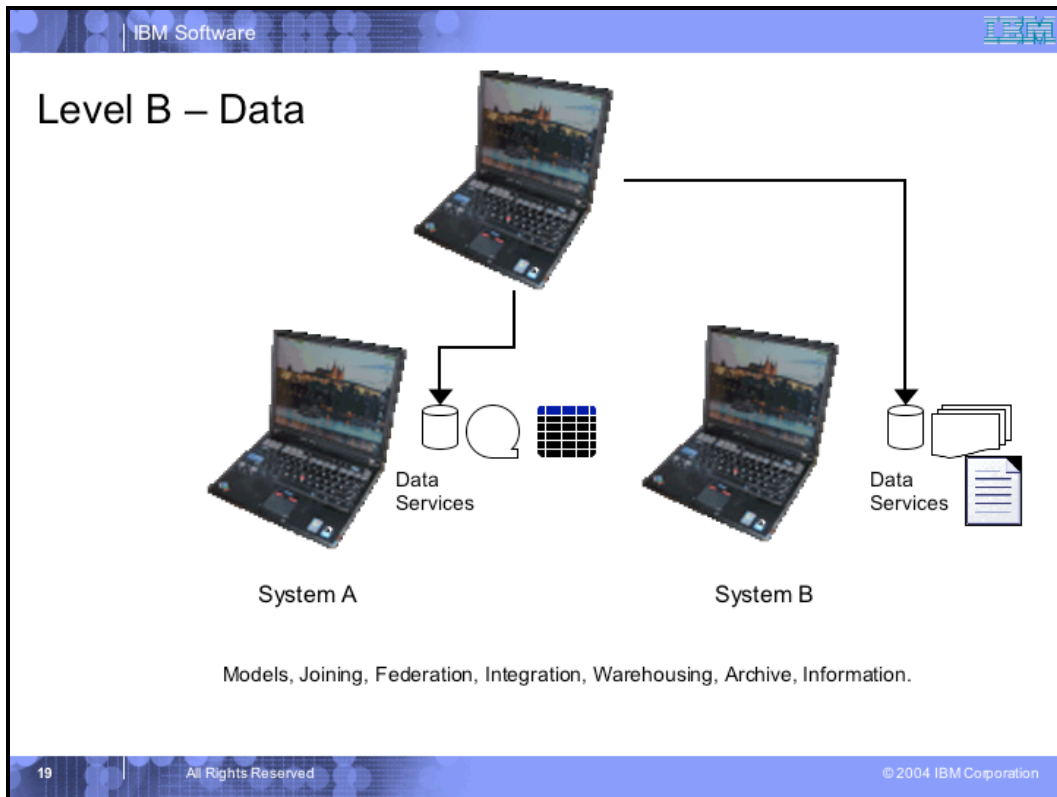 IBM Software
IBM
Level B – Data
Data
Services
Data
Services
System A
System B
Models, Joining, Federation, Integration, Warehousing, Archive, Information.
19
All Rights Reserved
© 2004 IBM Corporation